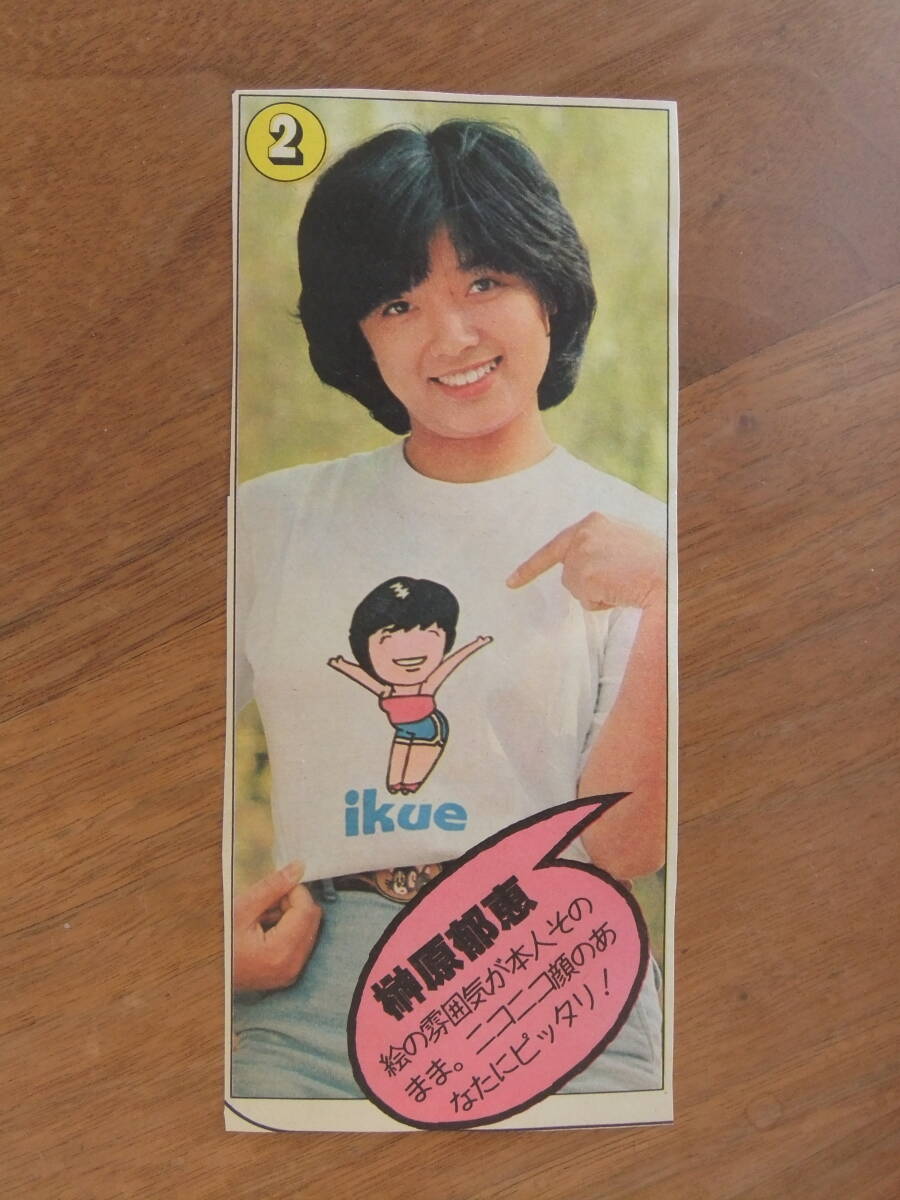 2
ikue
榊原郁恵
絵の雰囲気が本人その
まま。ニコニコ顔のあ
なたにピッタリ!